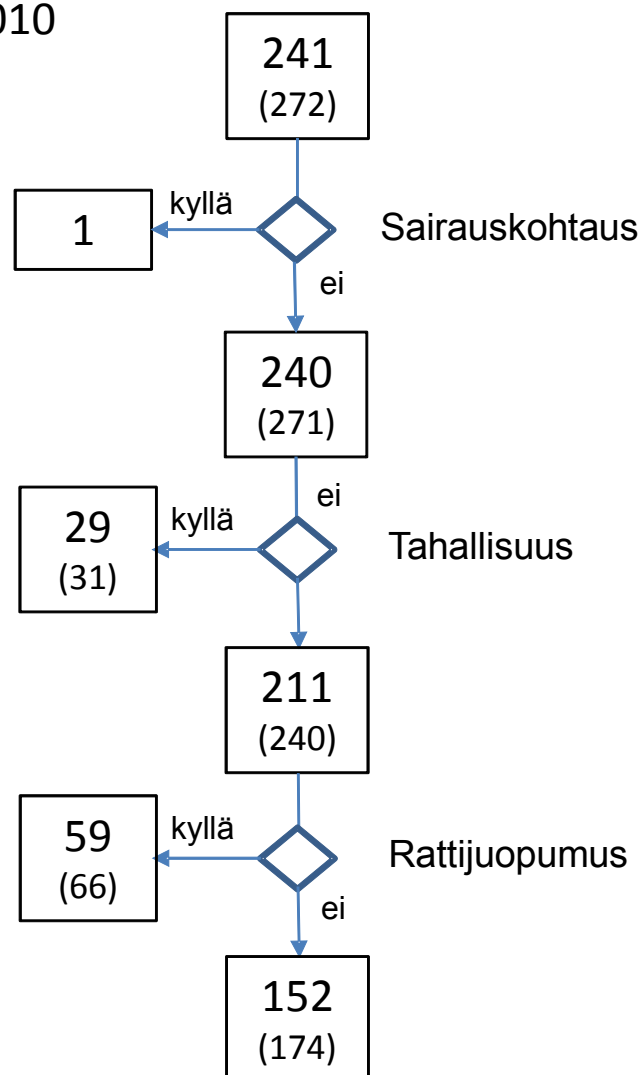 010
241
(272)
kyllä
1
Sairauskohtaus
ei
240
(271)
ei
kyllä
29
(31)
Tahallisuus
211
(240)
kyllä
59
(66)
Rattijuopumus
ei
152
(174)